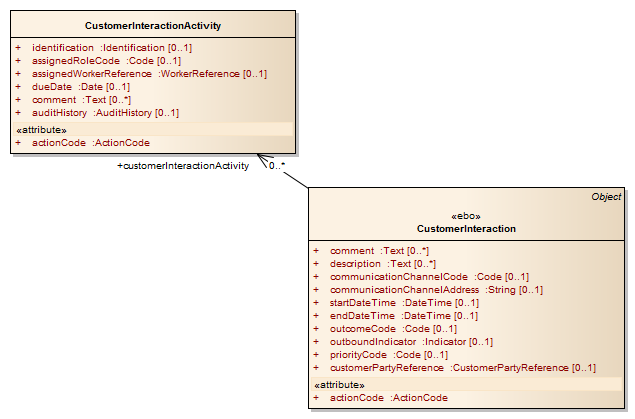 CustomerInteractionActivity
+ identification :Identification [0..1]
+ assignedRoleCode :Code [0..1]
+ assignedWorkerReference :WorkerReference [0..1]
+ dueDate :Date [0..1]
+ comment :Text [0..*]
+ auditHistory :AuditHistory [0..1]
«attribute»
+ actionCode :ActionCode
+customerInteractionActivity 0..*
Object
«ebo»
CustomerInteraction
+ comment :Text [0..*]
+ description :Text [0..*]
+ communicationChannelCode :Code [0..1]
+ communicationChannelAddress :String [0..1]
+ startDateTime :DateTime [0..1]
+ endDateTime :DateTime [0..1]
+ outcomeCode :Code [0..1]
+ outboundIndicator :Indicator [0..1]
+ priorityCode :Code [0..1]
+ customerPartyReference :CustomerPartyReference [0..1]
«attribute»
+ actionCode :ActionCode